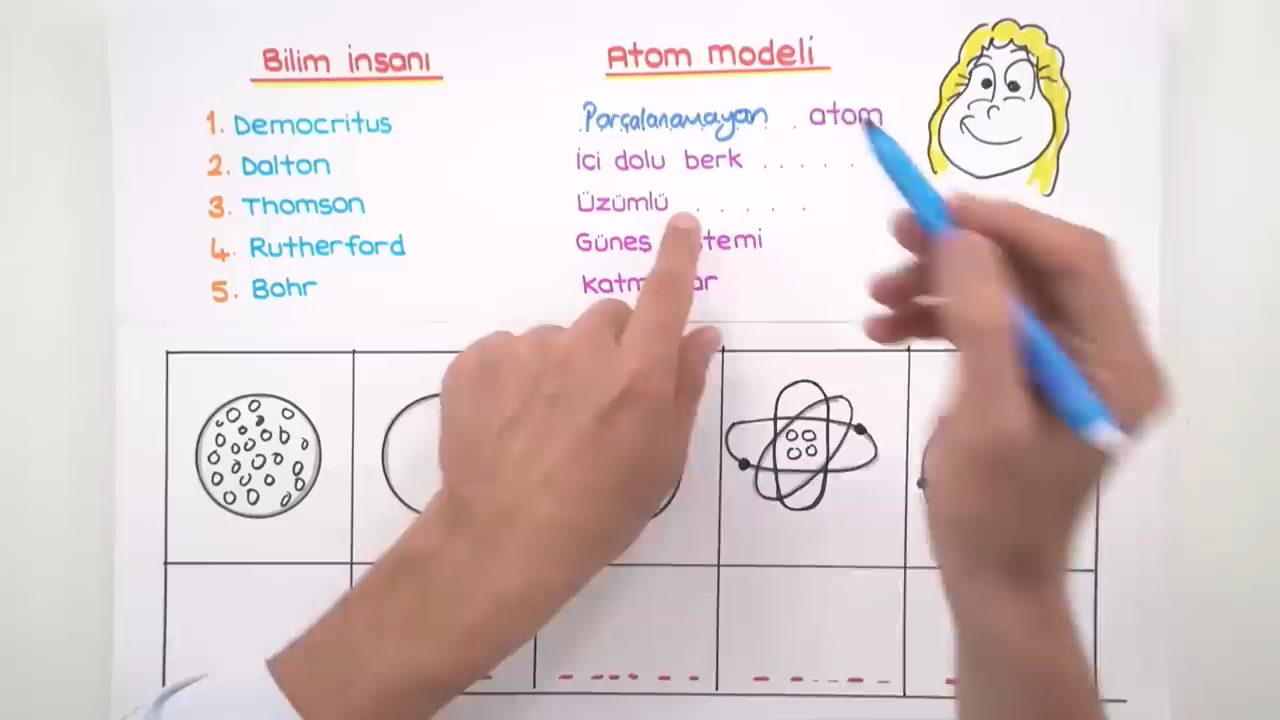 Bilim insanı
Atom modeli
1. Democritus
Parçalanamayan atom
2. Dalton
İçi dolu berk . . . . .
3. Thomson
Üzümlü . . . . .
4. Rutherford
Güneş
5. Bohr